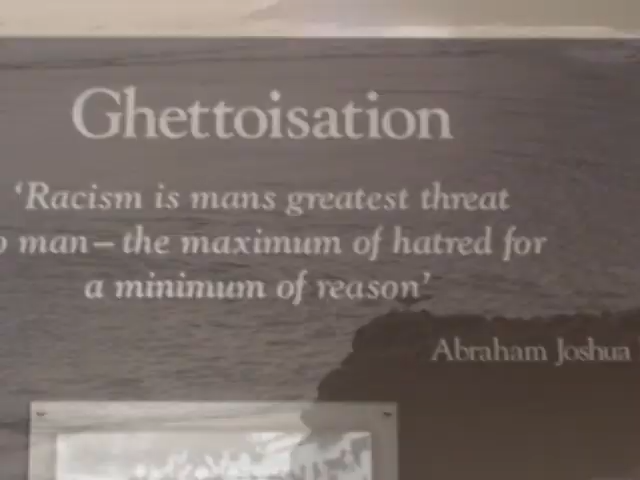 Ghettoisation
'Racism is mans greatest threat
man – the maximum of hatred for
a minimum of reason'
Abraham Joshua